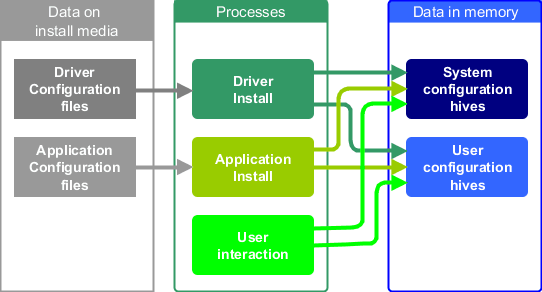 Data on
install media
Processes
Data in memory
Driver
Configuration
files
Driver
Install
System
configuration
hives
Application
Configuration
files
Application
Install
User
configuration
hives
User
interaction